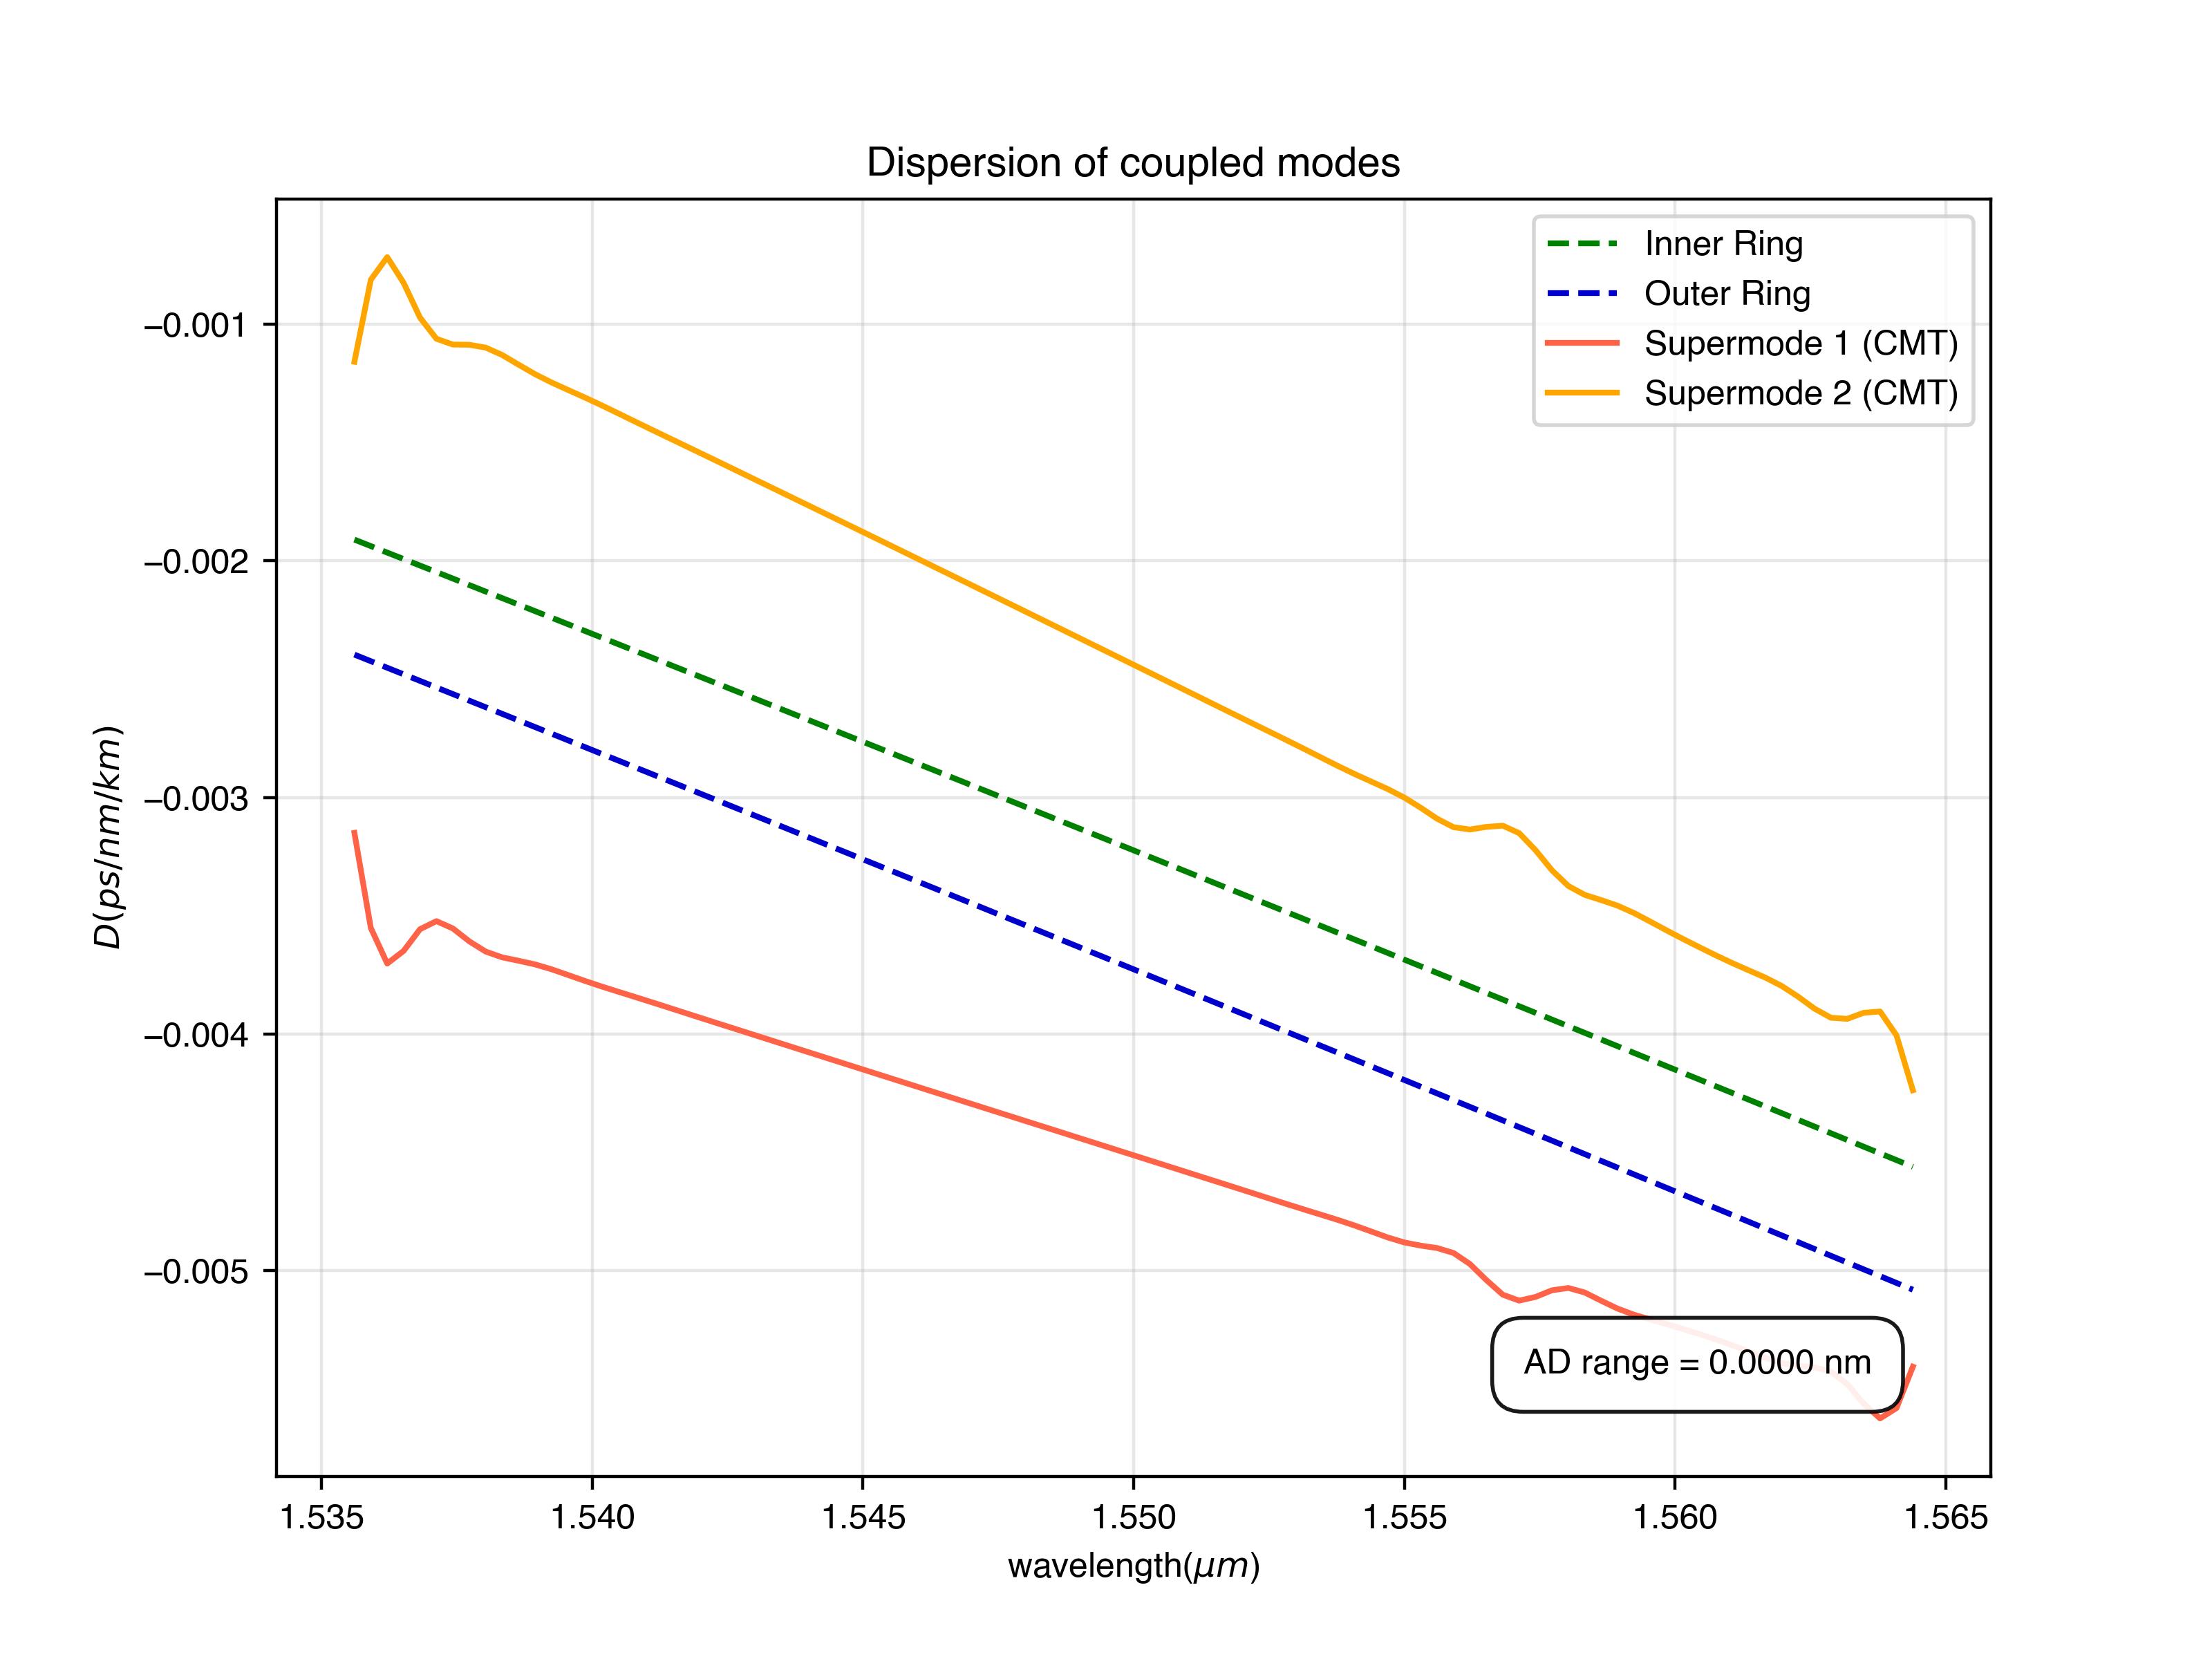 Dispersion of coupled modes
Inner Ring
Outer Ring
Supermode 1 (CMT)
Supermode 2 (CMT)
−0.001
−0.002
−0.003
−0.004
−0.005
D(ps/nm/km)
AD range = 0.0000 nm
1.535 1.540 1.545 1.550 1.555 1.560 1.565
wavelength(μm)